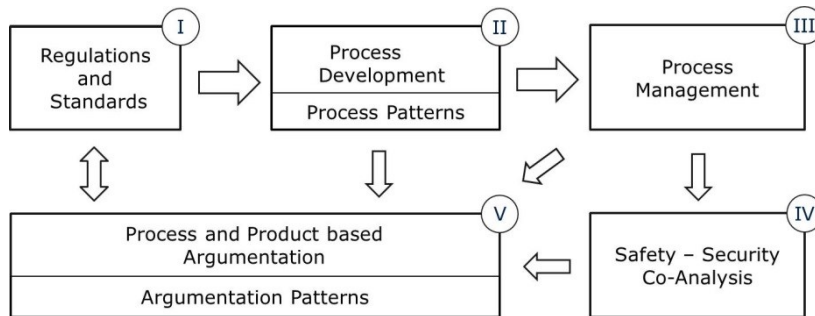 I
Regulations
and
Standards
II
Process
Development
Process Patterns
III
Process
Management
V
Process and Product based
Argumentation
Argumentation Patterns
IV
Safety – Security
Co-Analysis